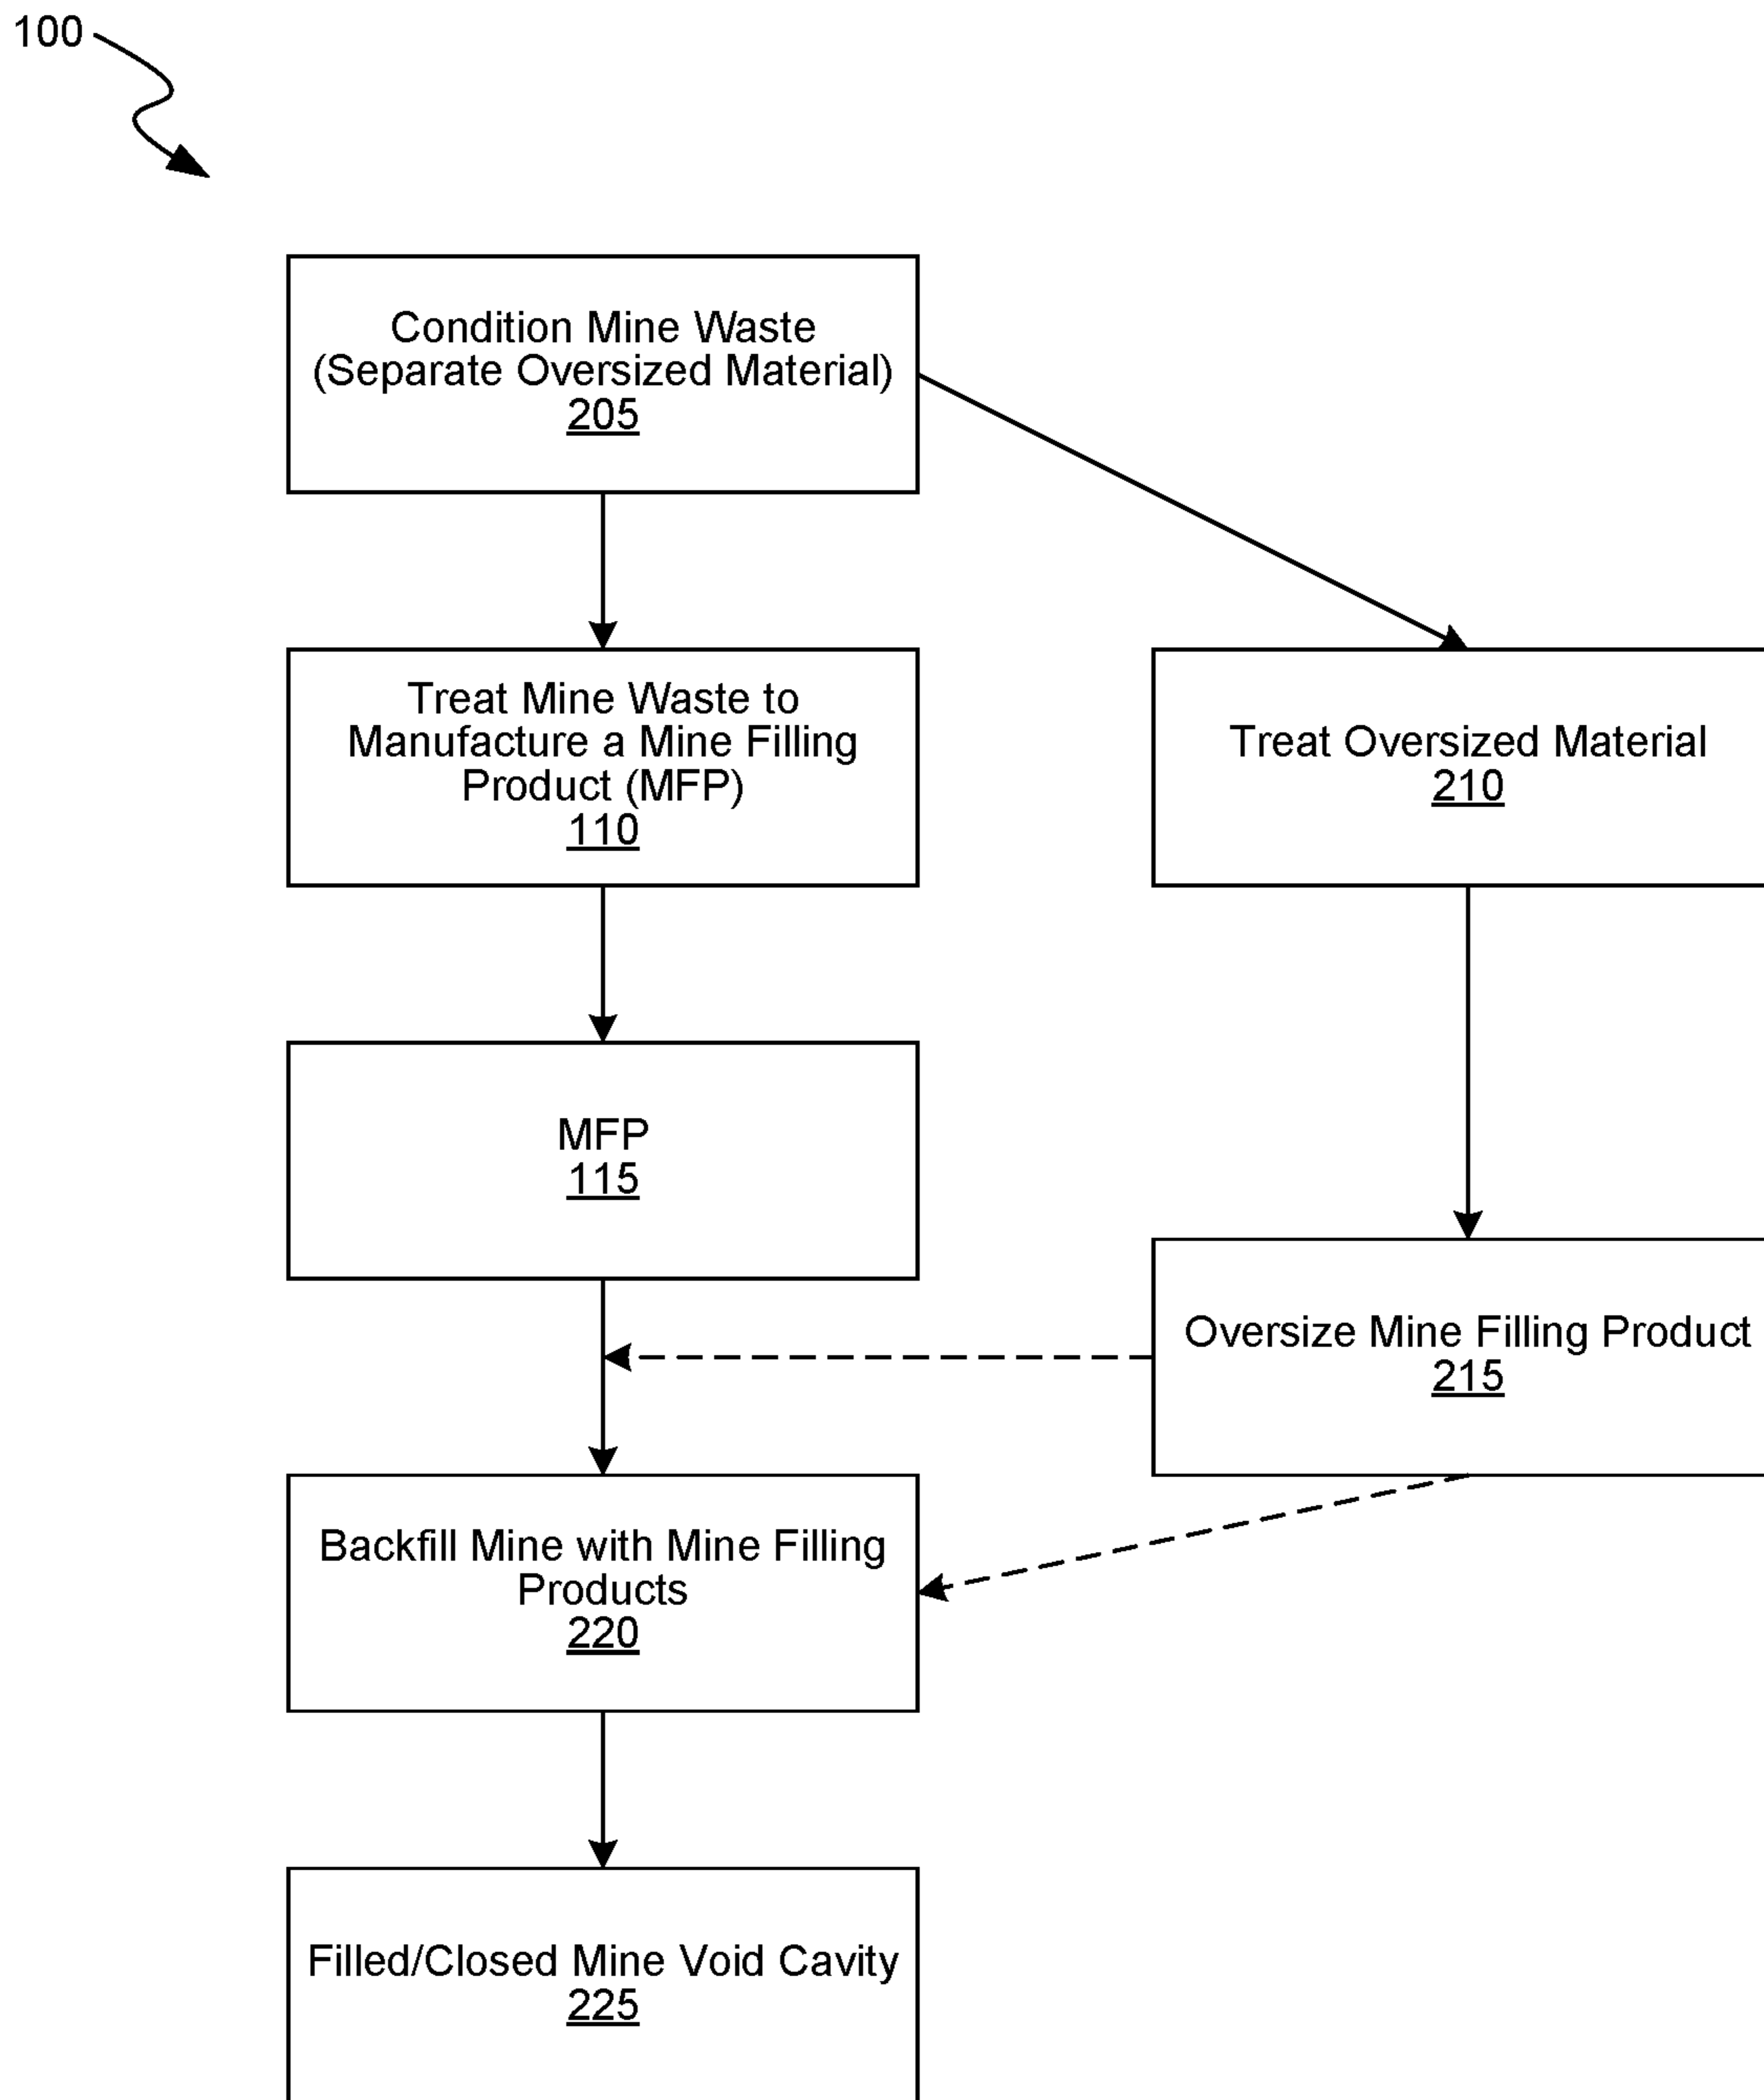 100
Condition Mine Waste
(Separate Oversized Material)
205
Treat Mine Waste to
Manufacture a Mine Filling
Product (MFP)
110
Treat Oversized Material
210
MFP
115
Oversize Mine Filling Product
215
Backfill Mine with Mine Filling
Products
220
Filled/Closed Mine Void Cavity
225